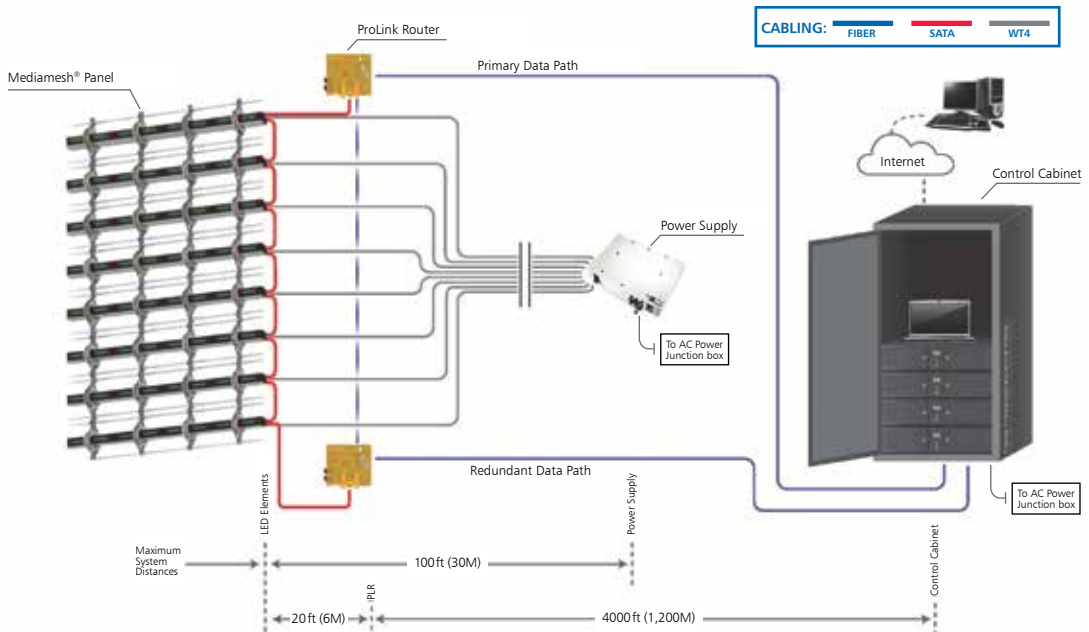 CABLING:
FIBER
SATA
WT4
ProLink Router
Primary Data Path
Mediamesh® Panel
Internet
Control Cabinet
Power Supply
To AC Power
Junction box
Redundant Data Path
To AC Power
Junction box
LED Elements
Power Supply
Control Cabinet
Maximum
System
Distances
100ft (30M)
PLR
20ft (6M)
4000ft (1,200M)